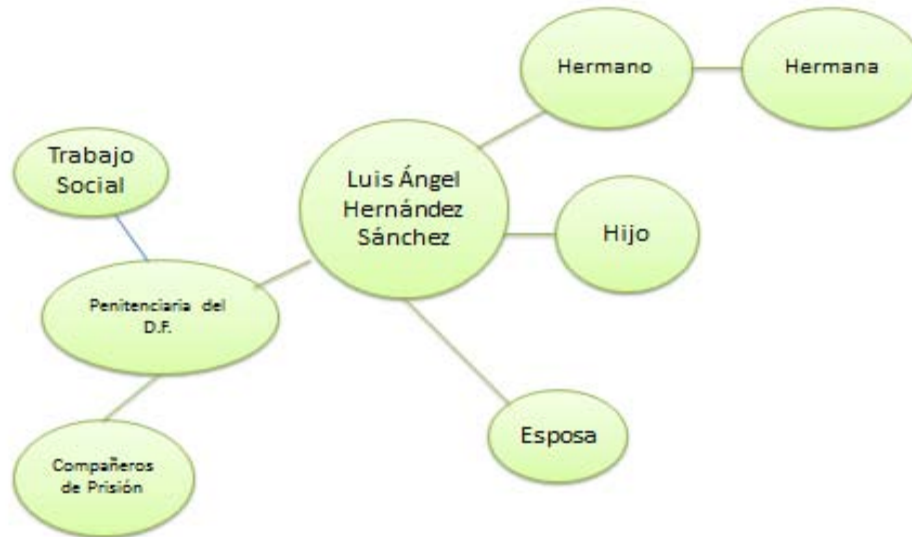 Hermano
Hermana
Trabajo
Social
Luis Ángel
Hernández
Sánchez
Hijo
Penitenciaria del
D.F.
Esposa
Compañeros
de Prisión